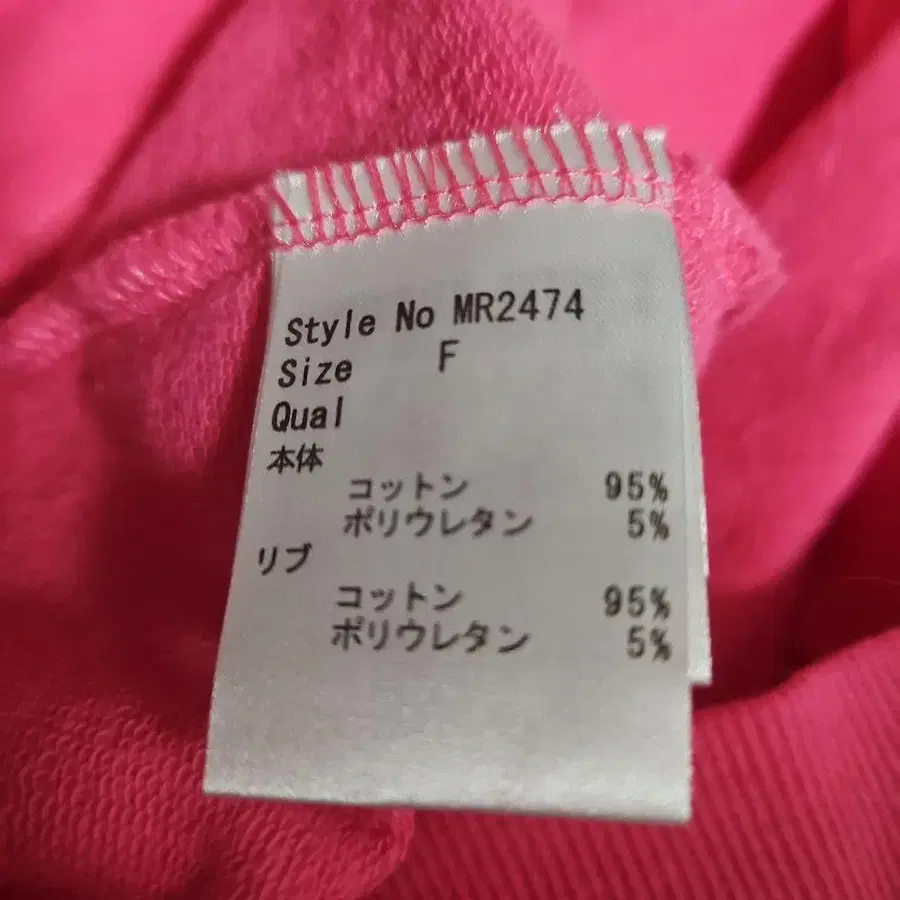 Style No MR2474
Size F
Qual
本体
コットン 95%
ポリウレタン 5%
リブ
コットン 95%
ポリウレタン 5%